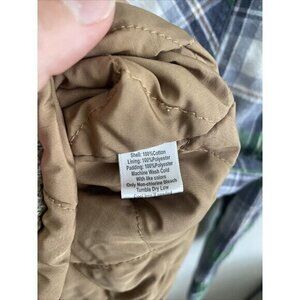 Shell: 100%Cotton
Lining: 100%Polyester
Padding: 100%Polyester
Machine Wash Cold
With like colors
Only Non-chlorine Bleach
Tumble Dry Low